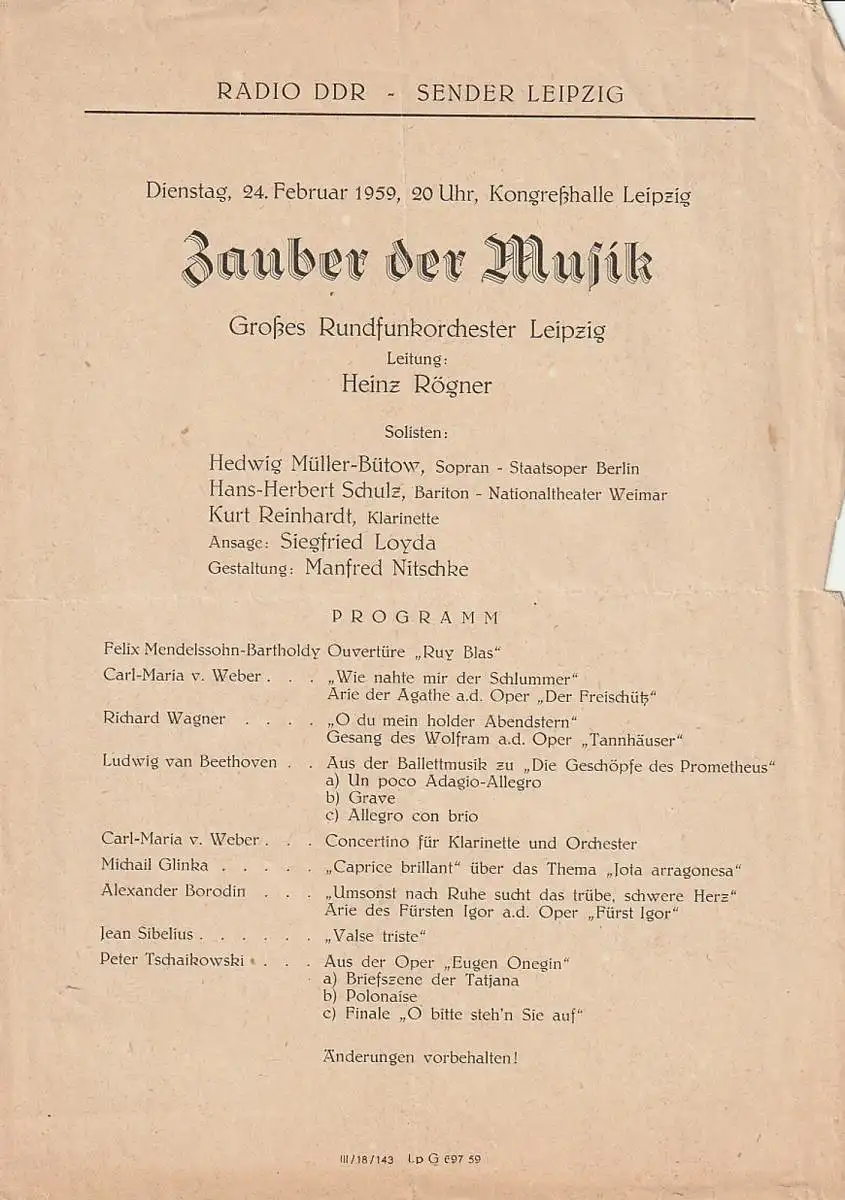 RADIO DDR - SENDER LEIPZIG
Dienstag, 24. Februar 1959, 20 Uhr, Kongreßhalle Leipzig
Zauber der Musik
Großes Rundfunkorchester Leipzig
Leitung:
Heinz Rögner
Solisten:
Hedwig Müller-Bütow, Sopran - Staatsoper Berlin
Hans-Herbert Schulz, Bariton - Nationaltheater Weimar
Kurt Reinhardt, Klarinette
Ansage: Siegfried Loyda
Gestaltung: Manfred Nitschke
PROGRAMM
Felix Mendelssohn-Bartholdy Ouvertüre „Ruy Blas“
Carl-Maria v. Weber . . . „Wie nahte mir der Schlummer“
Arie der Agathe a.d. Oper „Der Freischütz“
Richard Wagner . . . . „O du mein holder Abendstern“
Gesang des Wolfram a.d. Oper „Tannhäuser“
Ludwig van Beethoven . . Aus der Ballettmusik zu „Die Geschöpfe des Prometheus“
a) Un poco Adagio-Allegro
b) Grave
c) Allegro con brio
Carl-Maria v. Weber . . . Concertino für Klarinette und Orchester
Michail Glinka . . . . . „Caprice brillant“ über das Thema „Jota arragonesa“
Alexander Borodin . . . „Umsonst nach Ruhe sucht das trübe, schwere Herz“
Arie des Fürsten Igor a.d. Oper „Fürst Igor“
Jean Sibelius . . . . . . „Valse triste“
Peter Tschaikowski . . . Aus der Oper „Eugen Onegin“
a) Briefszene der Tatjana
b) Polonaise
c) Finale „O bitte steh'n Sie auf“
Änderungen vorbehalten!
III/18/143 Lp G 697 59